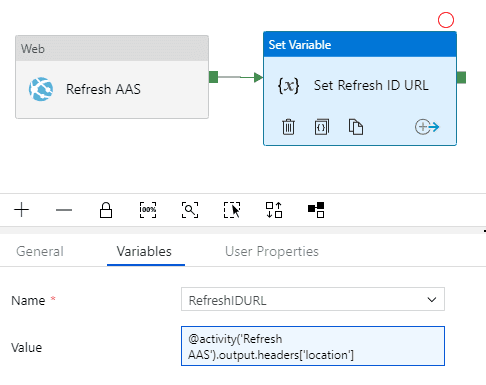 Web
Refresh AAS
Set Variable
{x} Set Refresh ID URL
100%
General Variables User Properties
Name * RefreshIDURL
Value @activity('Refresh
AAS').output.headers['location']